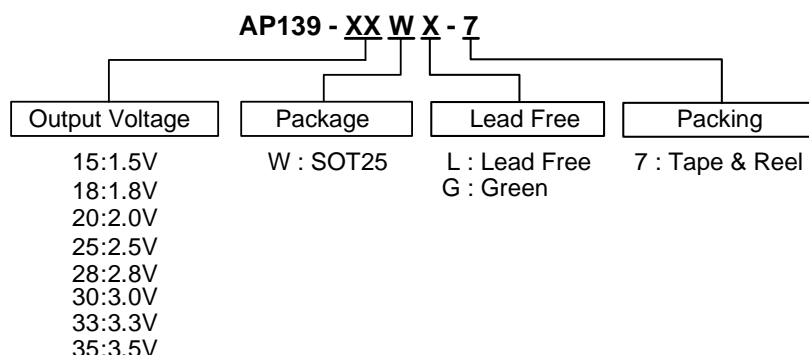 AP139 - XX W X - 7
Output Voltage
Package
Lead Free
Packing
15:1.5V
18:1.8V
20:2.0V
25:2.5V
28:2.8V
30:3.0V
33:3.3V
35:3.5V
W : SOT25
L : Lead Free
G : Green
7 : Tape & Reel